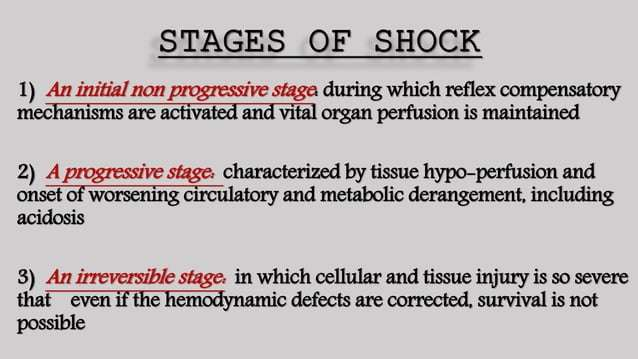 STAGES OF SHOCK
1) An initial non progressive stage: during which reflex compensatory
mechanisms are activated and vital organ perfusion is maintained
2) A progressive stage: characterized by tissue hypo-perfusion and
onset of worsening circulatory and metabolic derangement, including
acidosis
3) An irreversible stage: in which cellular and tissue injury is so severe
that even if the hemodynamic defects are corrected, survival is not
possible